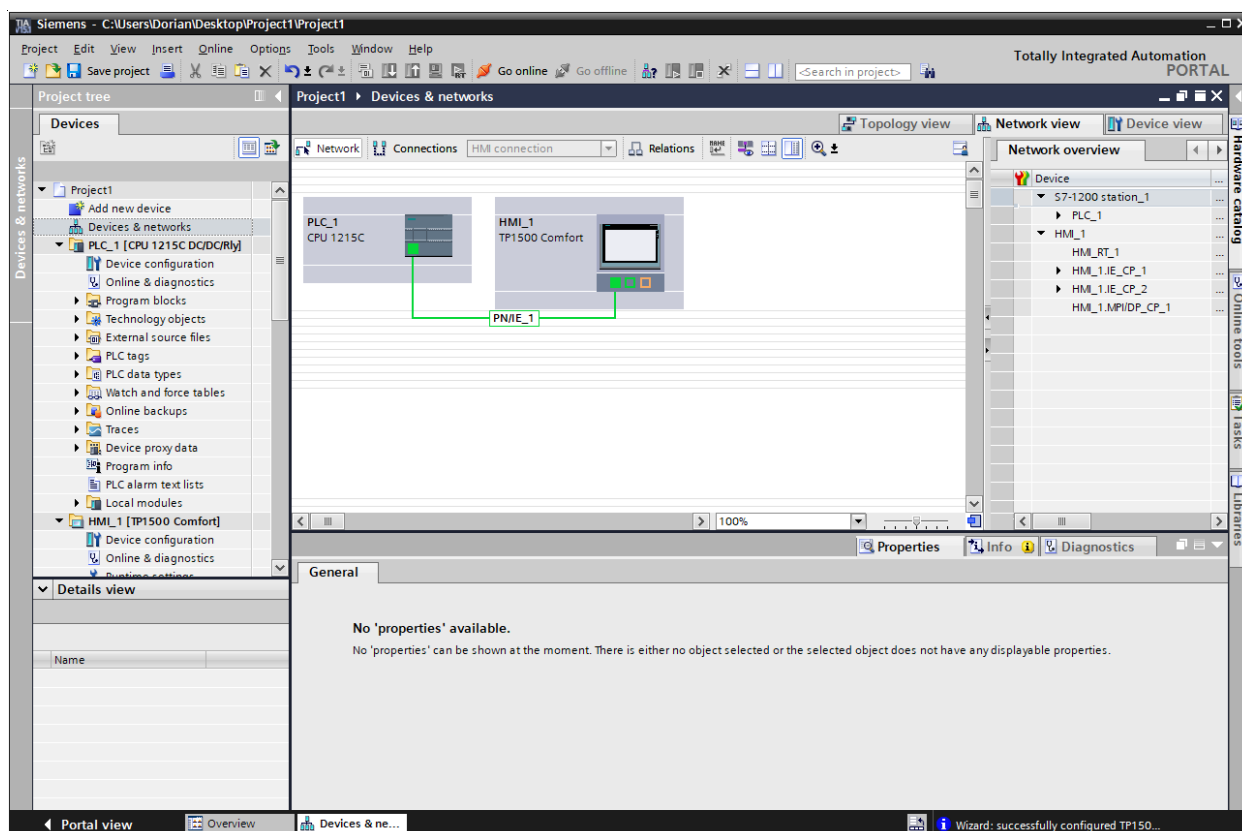 Siemens - C:\Users\Dorian\Desktop\Project1\Project1
Project Edit View Insert Online Options Tools Window Help
Save project
Go online
Go offline
<Search in project>
Totally Integrated Automation
PORTAL
Project tree
Project1 ▸ Devices & networks
Devices
Topology view
Network view
Device view
Network
Connections
HMI connection
Relations
Network overview
Devices & networks
Project1
Add new device
Devices & networks
PLC_1 [CPU 1215C DC/DC/Rly]
Device configuration
Online & diagnostics
Program blocks
Technology objects
External source files
PLC tags
PLC data types
Watch and force tables
Online backups
Traces
Device proxy data
Program info
PLC alarm text lists
Local modules
HMI_1 [TP1500 Comfort]
Device configuration
Online & diagnostics
Runtime settings
PLC_1
CPU 1215C
HMI_1
TP1500 Comfort
PN/IE_1
Device
...
S7-1200 station_1
...
PLC_1
...
HMI_1
...
HMI_RT_1
...
HMI_1.IE_CP_1
...
HMI_1.IE_CP_2
...
HMI_1.MPI/DP_CP_1
...
Hardware catalog
Online tools
Tasks
Libraries
100%
Properties
Info
Diagnostics
General
No 'properties' available.
No 'properties' can be shown at the moment. There is either no object selected or the selected object does not have any displayable properties.
Details view
Name
Portal view
Overview
Devices & ne...
Wizard: successfully configured TP150...